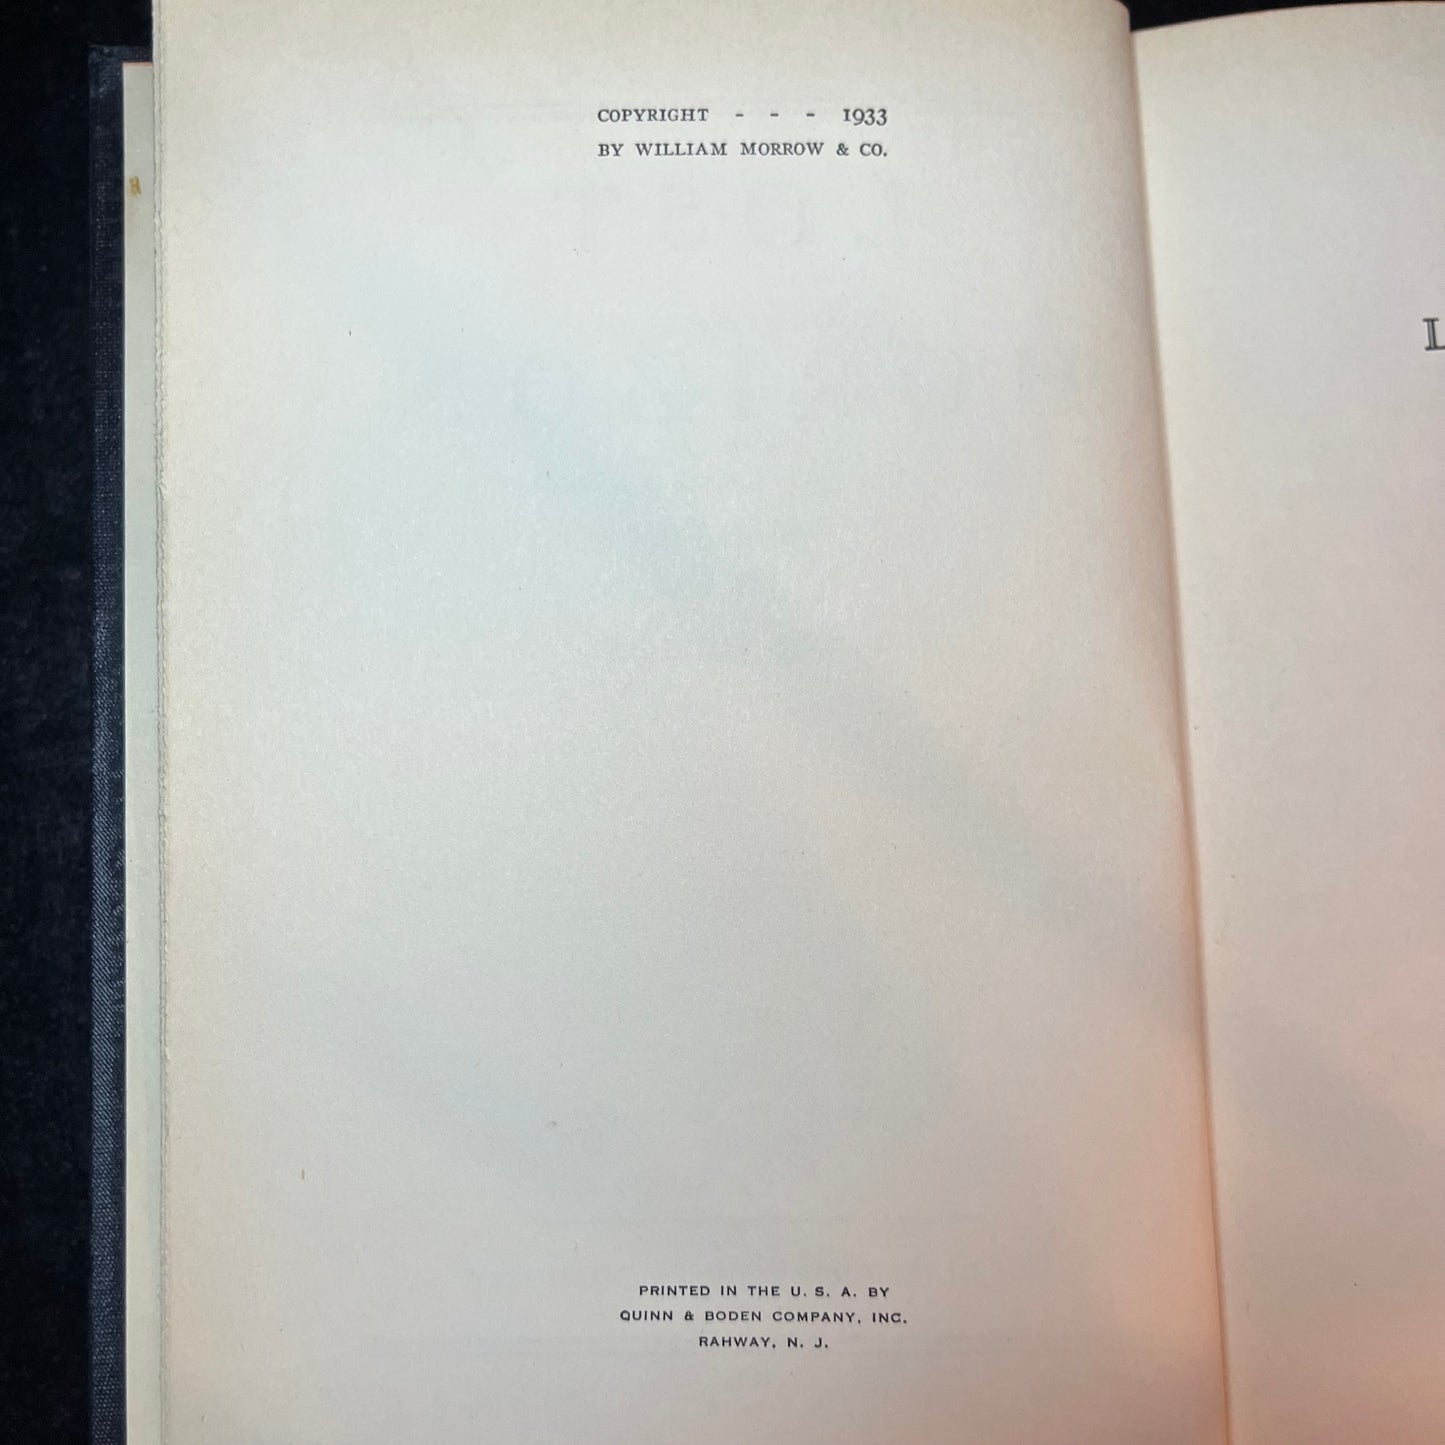 COPYRIGHT - - - 1933
BY WILLIAM MORROW & CO.
L
PRINTED IN THE U. S. A. BY
QUINN & BODEN COMPANY, INC.
RAHWAY, N. J.